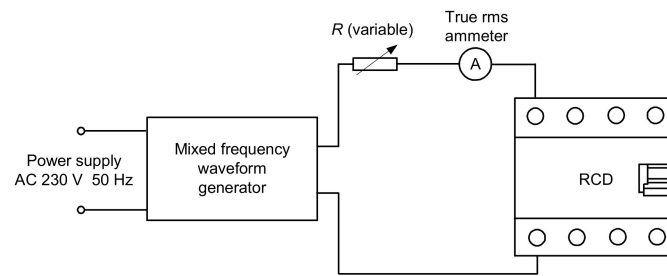 R (variable)
True rms
ammeter
A
Mixed frequency
waveform
generator
Power supply
AC 230 V 50 Hz
RCD